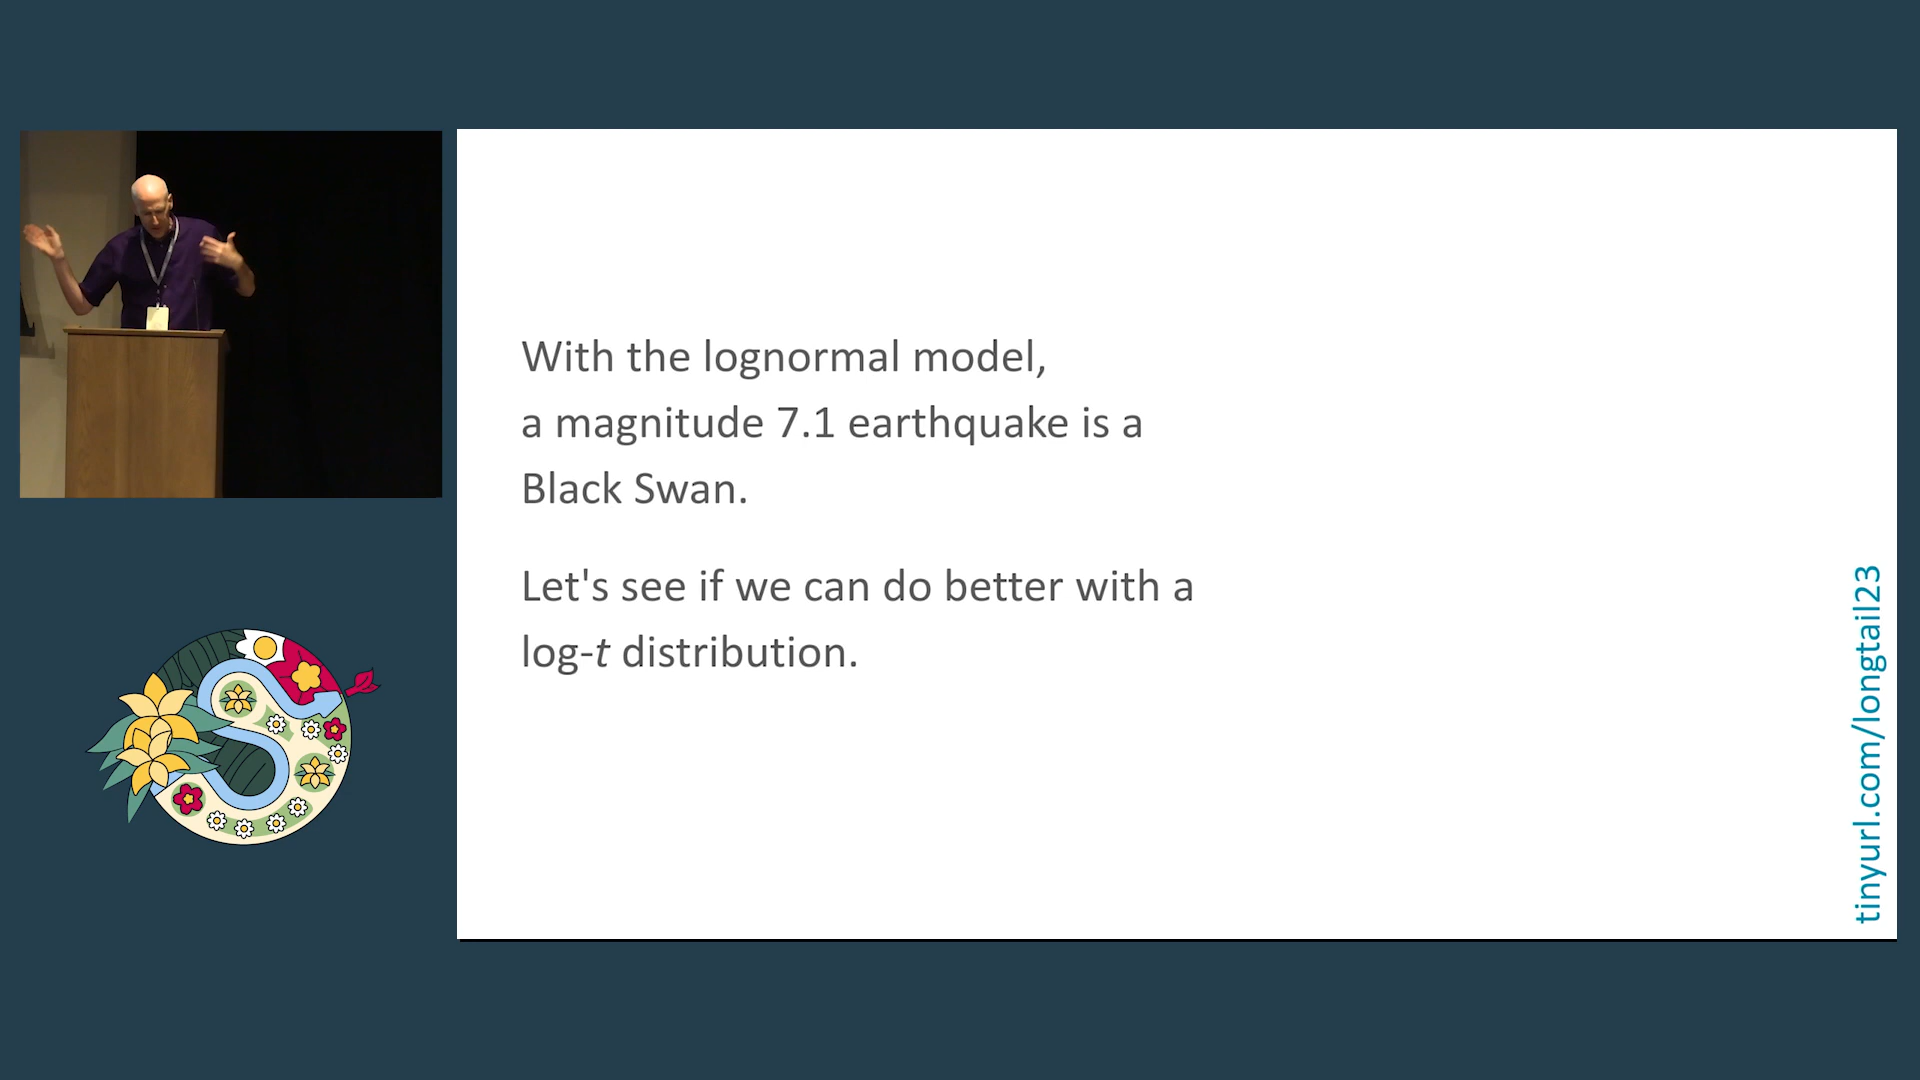 With the lognormal model,
a magnitude 7.1 earthquake is a
Black Swan.
Let's see if we can do better with a
log-t distribution.
tinyurl.com/longtail23